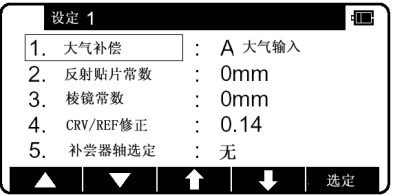 设定 1
1. 大气补偿 : A 大气输入
2. 反射贴片常数 : 0mm
3. 棱镜常数 : 0mm
4. CRV/REF修正 : 0.14
5. 补尝器轴选定 : 无
选定